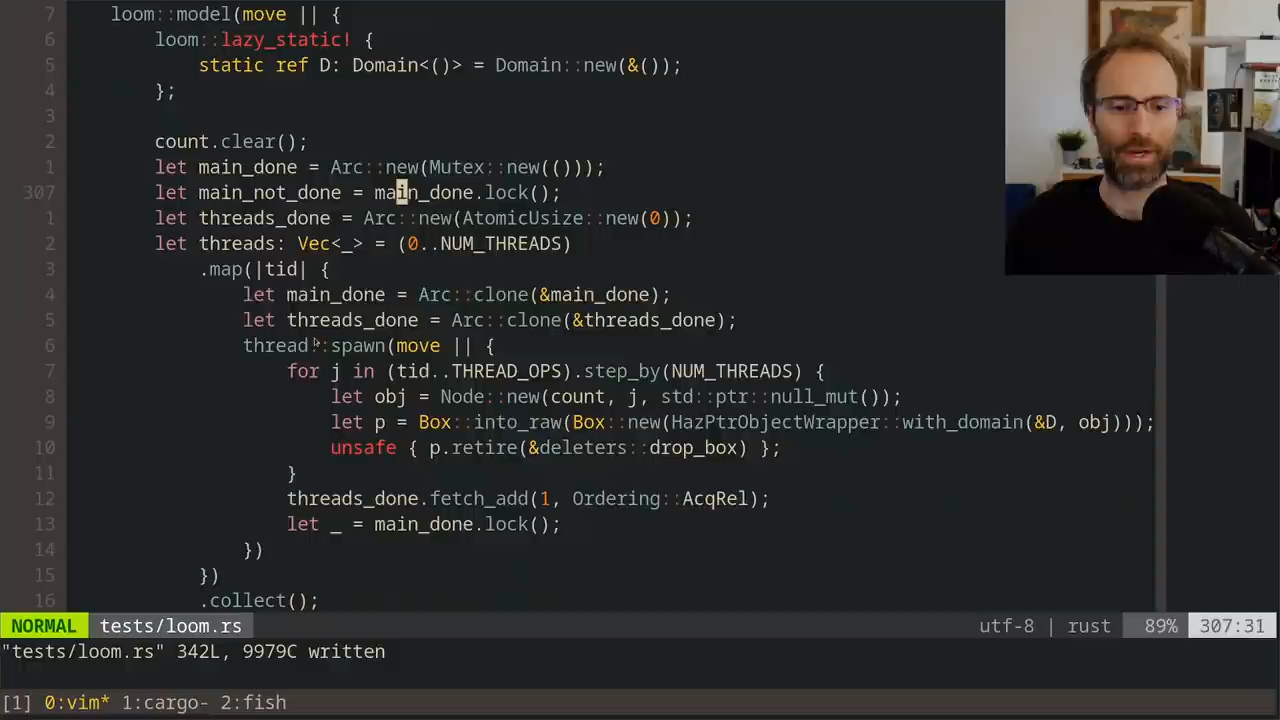 7 loom::model(move || {
6 loom::lazy_static! {
5 static ref D: Domain<()> = Domain::new(&());
4 };
3
2 count.clear();
1 let main_done = Arc::new(Mutex::new(()));
307 let main_not_done = main_done.lock();
1 let threads_done = Arc::new(AtomicUsize::new(0));
2 let threads: Vec<_> = (0..NUM_THREADS)
3 .map(|tid| {
4 let main_done = Arc::clone(&main_done);
5 let threads_done = Arc::clone(&threads_done);
6 thread::spawn(move || {
7 for j in (tid..THREAD_OPS).step_by(NUM_THREADS) {
8 let obj = Node::new(count, j, std::ptr::null_mut());
9 let p = Box::into_raw(Box::new(HazPtrObjectWrapper::with_domain(&D, obj)));
10 unsafe { p.retire(&deleters::drop_box) };
11 }
12 threads_done.fetch_add(1, Ordering::AcqRel);
13 let _ = main_done.lock();
14 })
15 })
16 .collect();
NORMAL tests/loom.rs utf-8 | rust 89% 307:31
"tests/loom.rs" 342L, 9979C written
[1] 0:vim* 1:cargo- 2:fish